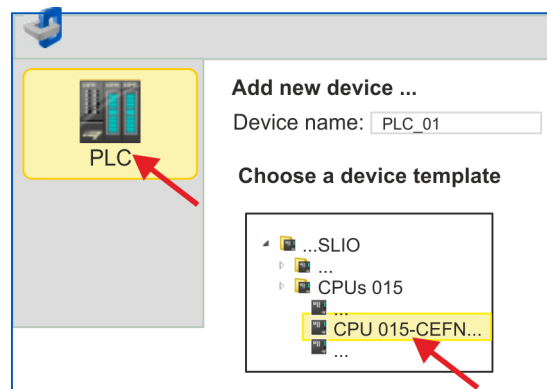 PLC
Add new device ...
Device name: PLC_01
Choose a device template
...SLIO
...
CPUs 015
...
CPU 015-CEFN...
...